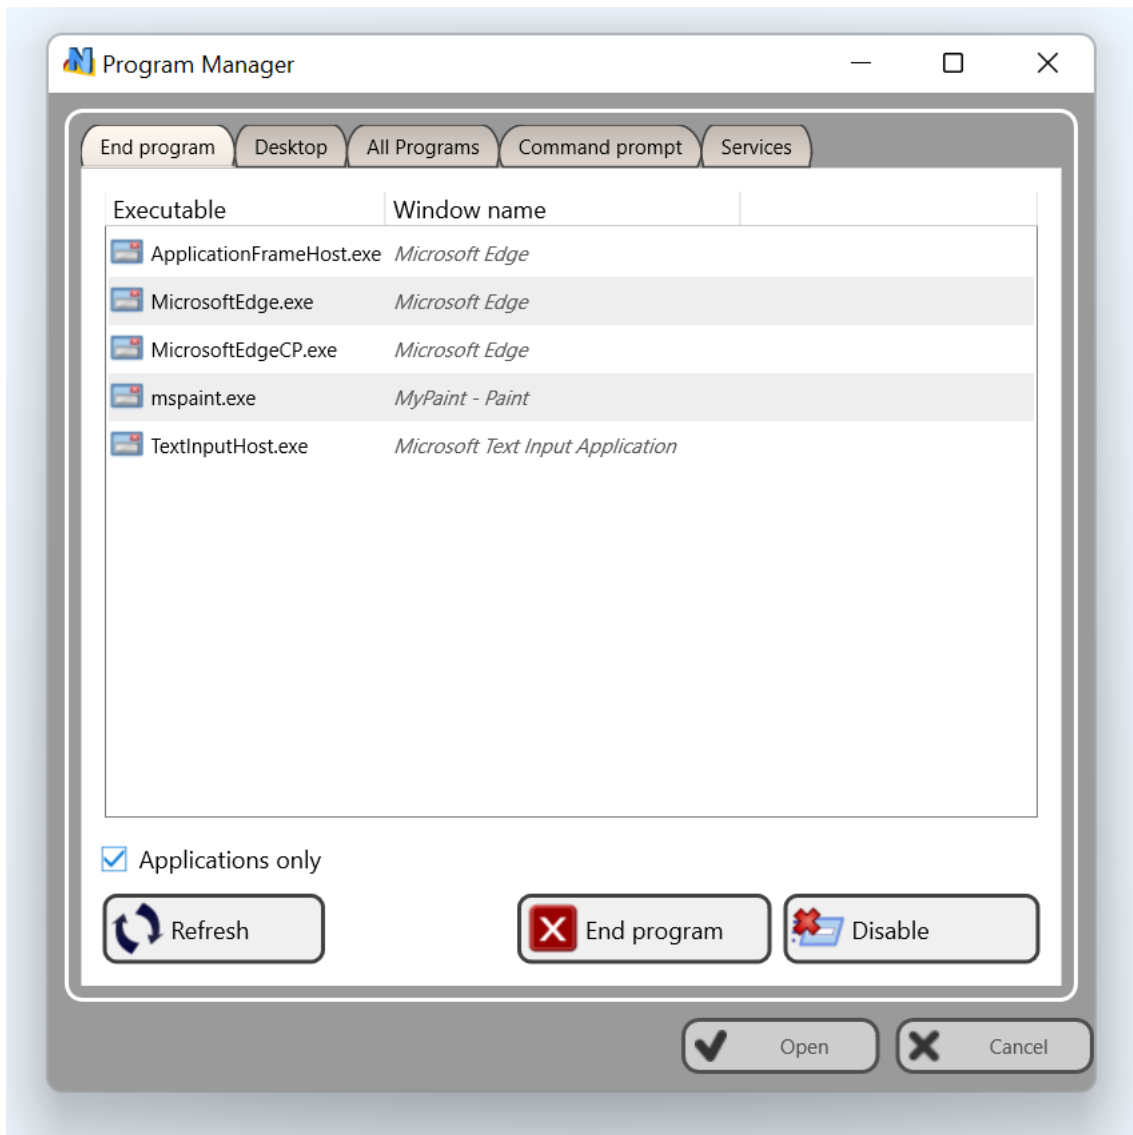 Program Manager
End program Desktop All Programs Command prompt Services
Executable Window name
ApplicationFrameHost.exe Microsoft Edge
MicrosoftEdge.exe Microsoft Edge
MicrosoftEdgeCP.exe Microsoft Edge
mspaint.exe MyPaint - Paint
TextInputHost.exe Microsoft Text Input Application
Applications only
Refresh End program Disable
Open Cancel